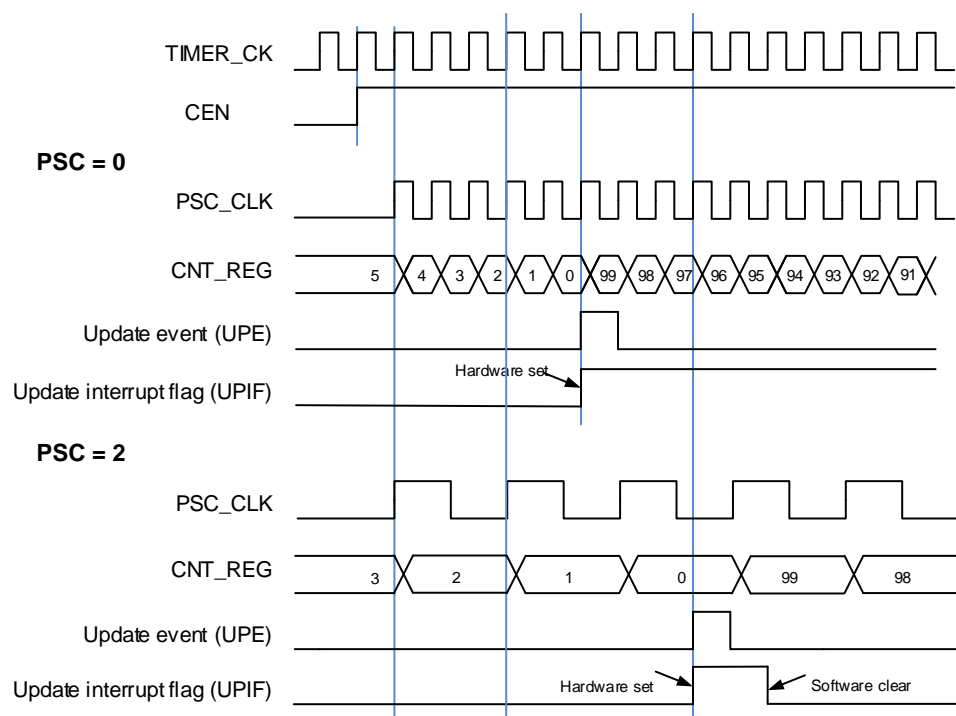 TIMER_CK
CEN
PSC = 0
PSC_CLK
CNT_REG 5 4 3 2 1 0 99 98 97 96 95 94 93 92 91
Update event (UPE)
Hardware set
Update interrupt flag (UPIF)
PSC = 2
PSC_CLK
CNT_REG 3 2 1 0 99 98
Update event (UPE)
Update interrupt flag (UPIF) Hardware set Software clear